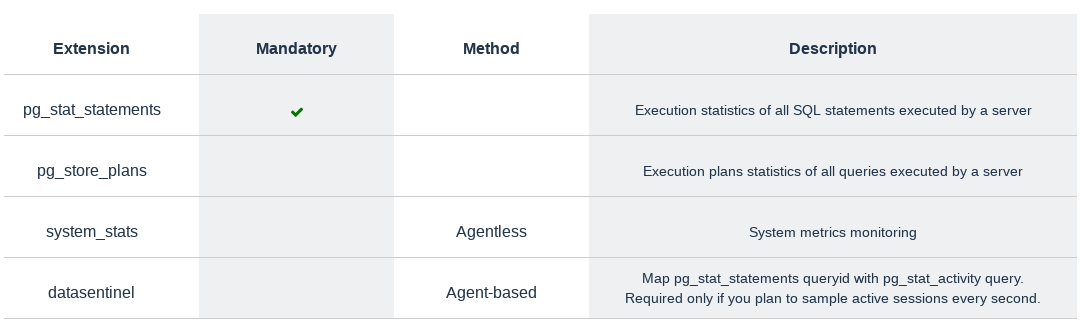 Extension Mandatory Method Description
pg_stat_statements Execution statistics of all SQL statements executed by a server
pg_store_plans Execution plans statistics of all queries executed by a server
system_stats Agentless System metrics monitoring
datasentinel Agent-based Map pg_stat_statements queryid with pg_stat_activity query.
Required only if you plan to sample active sessions every second.